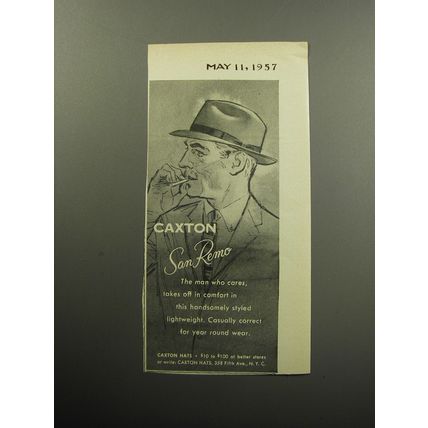 MAY 11, 1957
CAXTON
San Remo
The man who cares,
takes off in comfort in
this handsomely styled
lightweight. Casually correct
for year round wear.
CAXTON HATS • $10 to $100 at better stores
or write: CAXTON HATS, 358 Fifth Ave., N. Y. C.